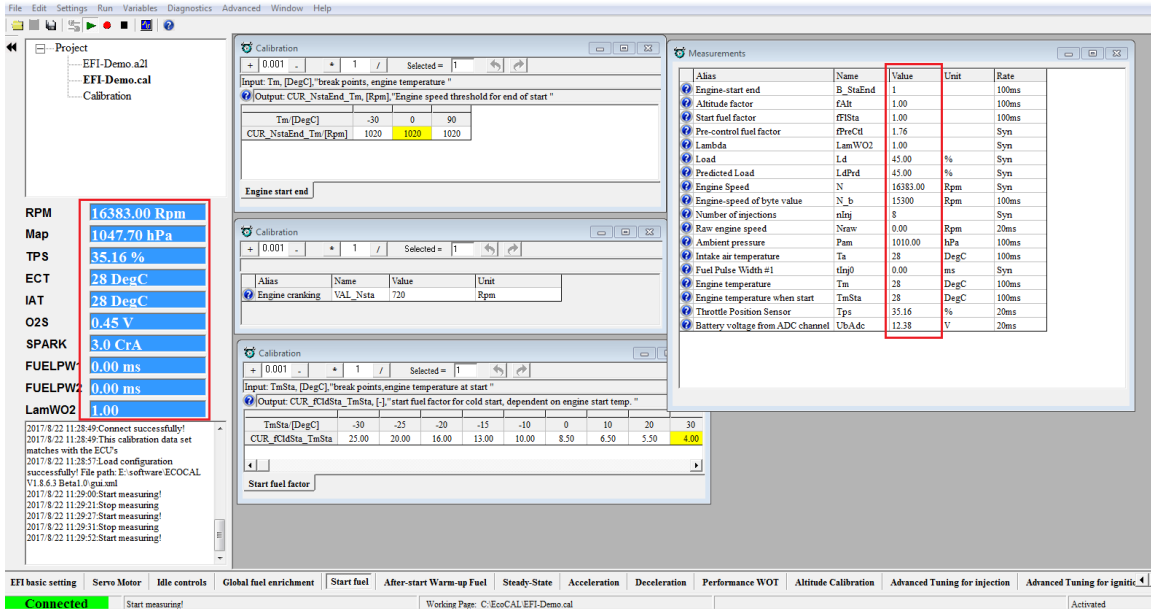 File Edit Settings Run Variables Diagnostics Advanced Window Help
Project
EFI-Demo.a2l
EFI-Demo.cal
Calibration
RPM 16383.00 Rpm
Map 1047.70 hPa
TPS 35.16 %
ECT 28 DegC
IAT 28 DegC
O2S 0.45 V
SPARK 3.0 CrA
FUELPW1 0.00 ms
FUELPW2 0.00 ms
LamWO2 1.00
2017/8/22 11:28:49:Connect successfully!
2017/8/22 11:28:49:This calibration data set
matches with the ECU's
2017/8/22 11:28:57:Load configuration
successfully! File path: E:\software\ECOCAL
V1.8.6.3 Beta1.0\gui.xml
2017/8/22 11:29:00:Start measuring!
2017/8/22 11:29:21:Stop measuring
2017/8/22 11:29:27:Start measuring!
2017/8/22 11:29:31:Stop measuring
2017/8/22 11:29:52:Start measuring!
Calibration
+ 0.001 - * 1 / Selected = 1
Input: Tm, [DegC],"break points, engine temperature "
Output: CUR_NstaEnd_Tm, [Rpm],"Engine speed threshold for end of start "
Tm/[DegC] -30 0 90
CUR_NstaEnd_Tm/[Rpm] 1020 1020 1020
Engine start end
Calibration
+ 0.001 - * 1 / Selected = 1
Alias Name Value Unit
Engine cranking VAL_Nsta 720 Rpm
Calibration
+ 0.001 - * 1 / Selected = 1
Input: TmSta, [DegC],"break points,engine temperature at start "
Output: CUR_fCldSta_TmSta, [-],"start fuel factor for cold start, dependent on engine start temp. "
TmSta/[DegC] -30 -25 -20 -15 -10 0 10 20 30
CUR_fCldSta_TmSta 25.00 20.00 16.00 13.00 10.00 8.50 6.50 5.50 4.00
Start fuel factor
Measurements
Alias Name Value Unit Rate
Engine-start end B_StaEnd 1 100ms
Altitude factor fAlt 1.00 100ms
Start fuel factor fFlSta 1.00 100ms
Pre-control fuel factor fPreCtl 1.76 Syn
Lambda LamWO2 1.00 Syn
Load Ld 45.00 % Syn
Predicted Load LdPrd 45.00 % Syn
Engine Speed N 16383.00 Rpm Syn
Engine-speed of byte value N_b 15300 Rpm 100ms
Number of injections nInj 8 Syn
Raw engine speed Nraw 0.00 Rpm 20ms
Ambient pressure Pam 1010.00 hPa 100ms
Intake air temperature Ta 28 DegC 100ms
Fuel Pulse Width #1 tInj0 0.00 ms Syn
Engine temperature Tm 28 DegC 100ms
Engine temperature when start TmSta 28 DegC 100ms
Throttle Position Sensor Tps 35.16 % 20ms
Battery voltage from ADC channel UbAdc 12.38 V 20ms
EFI basic setting Servo Motor Idle controls Global fuel enrichment Start fuel After-start Warm-up Fuel Steady-State Acceleration Deceleration Performance WOT Altitude Calibration Advanced Tuning for injection Advanced Tuning for ignitic
Connected Start measuring! Working Page: C:\EcoCAL\EFI-Demo.cal Activated